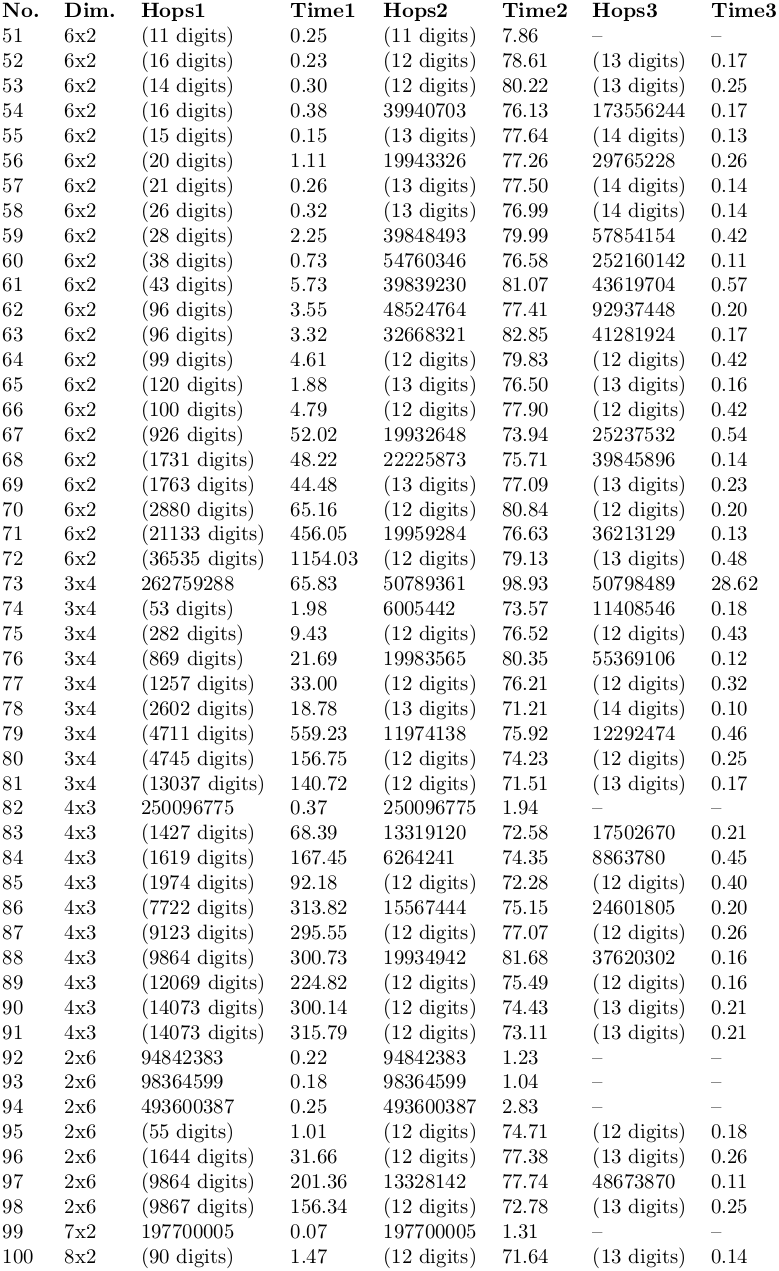 No. Dim. Hops1 Time1 Hops2 Time2 Hops3 Time3
51 6x2 (11 digits) 0.25 (11 digits) 7.86 – –
52 6x2 (16 digits) 0.23 (12 digits) 78.61 (13 digits) 0.17
53 6x2 (14 digits) 0.30 (12 digits) 80.22 (13 digits) 0.25
54 6x2 (16 digits) 0.38 39940703 76.13 173556244 0.17
55 6x2 (15 digits) 0.15 (13 digits) 77.64 (14 digits) 0.13
56 6x2 (20 digits) 1.11 19943326 77.26 29765228 0.26
57 6x2 (21 digits) 0.26 (13 digits) 77.50 (14 digits) 0.14
58 6x2 (26 digits) 0.32 (13 digits) 76.99 (14 digits) 0.14
59 6x2 (28 digits) 2.25 39848493 79.99 57854154 0.42
60 6x2 (38 digits) 0.73 54760346 76.58 252160142 0.11
61 6x2 (43 digits) 5.73 39839230 81.07 43619704 0.57
62 6x2 (96 digits) 3.55 48524764 77.41 92937448 0.20
63 6x2 (96 digits) 3.32 32668321 82.85 41281924 0.17
64 6x2 (99 digits) 4.61 (12 digits) 79.83 (12 digits) 0.42
65 6x2 (120 digits) 1.88 (13 digits) 76.50 (13 digits) 0.16
66 6x2 (100 digits) 4.79 (12 digits) 77.90 (12 digits) 0.42
67 6x2 (926 digits) 52.02 19932648 73.94 25237532 0.54
68 6x2 (1731 digits) 48.22 22225873 75.71 39845896 0.14
69 6x2 (1763 digits) 44.48 (13 digits) 77.09 (13 digits) 0.23
70 6x2 (2880 digits) 65.16 (12 digits) 80.84 (12 digits) 0.20
71 6x2 (21133 digits) 456.05 19959284 76.63 36213129 0.13
72 6x2 (36535 digits) 1154.03 (12 digits) 79.13 (13 digits) 0.48
73 3x4 262759288 65.83 50789361 98.93 50798489 28.62
74 3x4 (53 digits) 1.98 6005442 73.57 11408546 0.18
75 3x4 (282 digits) 9.43 (12 digits) 76.52 (12 digits) 0.43
76 3x4 (869 digits) 21.69 19983565 80.35 55369106 0.12
77 3x4 (1257 digits) 33.00 (12 digits) 76.21 (12 digits) 0.32
78 3x4 (2602 digits) 18.78 (13 digits) 71.21 (14 digits) 0.10
79 3x4 (4711 digits) 559.23 11974138 75.92 12292474 0.46
80 3x4 (4745 digits) 156.75 (12 digits) 74.23 (12 digits) 0.25
81 3x4 (13037 digits) 140.72 (12 digits) 71.51 (13 digits) 0.17
82 4x3 250096775 0.37 250096775 1.94 – –
83 4x3 (1427 digits) 68.39 13319120 72.58 17502670 0.21
84 4x3 (1619 digits) 167.45 6264241 74.35 8863780 0.45
85 4x3 (1974 digits) 92.18 (12 digits) 72.28 (12 digits) 0.40
86 4x3 (7722 digits) 313.82 15567444 75.15 24601805 0.20
87 4x3 (9123 digits) 295.55 (12 digits) 77.07 (12 digits) 0.26
88 4x3 (9864 digits) 300.73 19934942 81.68 37620302 0.16
89 4x3 (12069 digits) 224.82 (12 digits) 75.49 (12 digits) 0.16
90 4x3 (14073 digits) 300.14 (12 digits) 74.43 (13 digits) 0.21
91 4x3 (14073 digits) 315.79 (12 digits) 73.11 (13 digits) 0.21
92 2x6 94842383 0.22 94842383 1.23 – –
93 2x6 98364599 0.18 98364599 1.04 – –
94 2x6 493600387 0.25 493600387 2.83 – –
95 2x6 (55 digits) 1.01 (12 digits) 74.71 (12 digits) 0.18
96 2x6 (1644 digits) 31.66 (12 digits) 77.38 (13 digits) 0.26
97 2x6 (9864 digits) 201.36 13328142 77.74 48673870 0.11
98 2x6 (9867 digits) 156.34 (12 digits) 72.78 (13 digits) 0.25
99 7x2 197700005 0.07 197700005 1.31 – –
100 8x2 (90 digits) 1.47 (12 digits) 71.64 (13 digits) 0.14